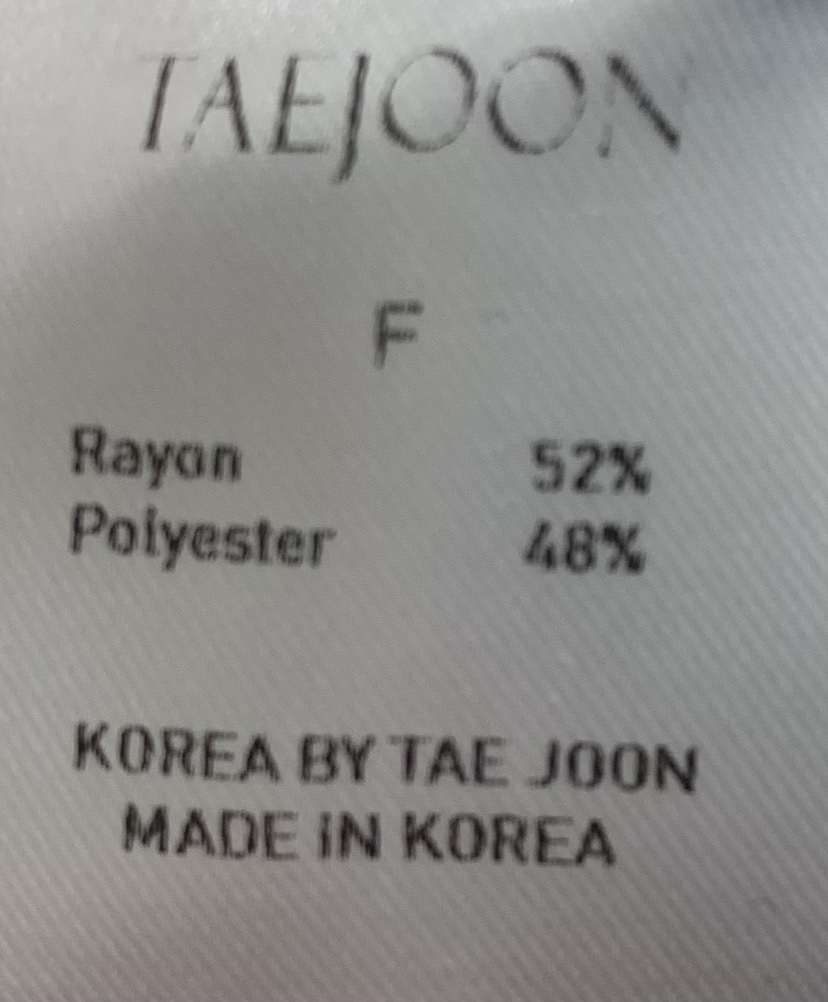 TAEJOON
F
Rayon 52%
Polyester 48%
KOREA BY TAE JOON
MADE IN KOREA